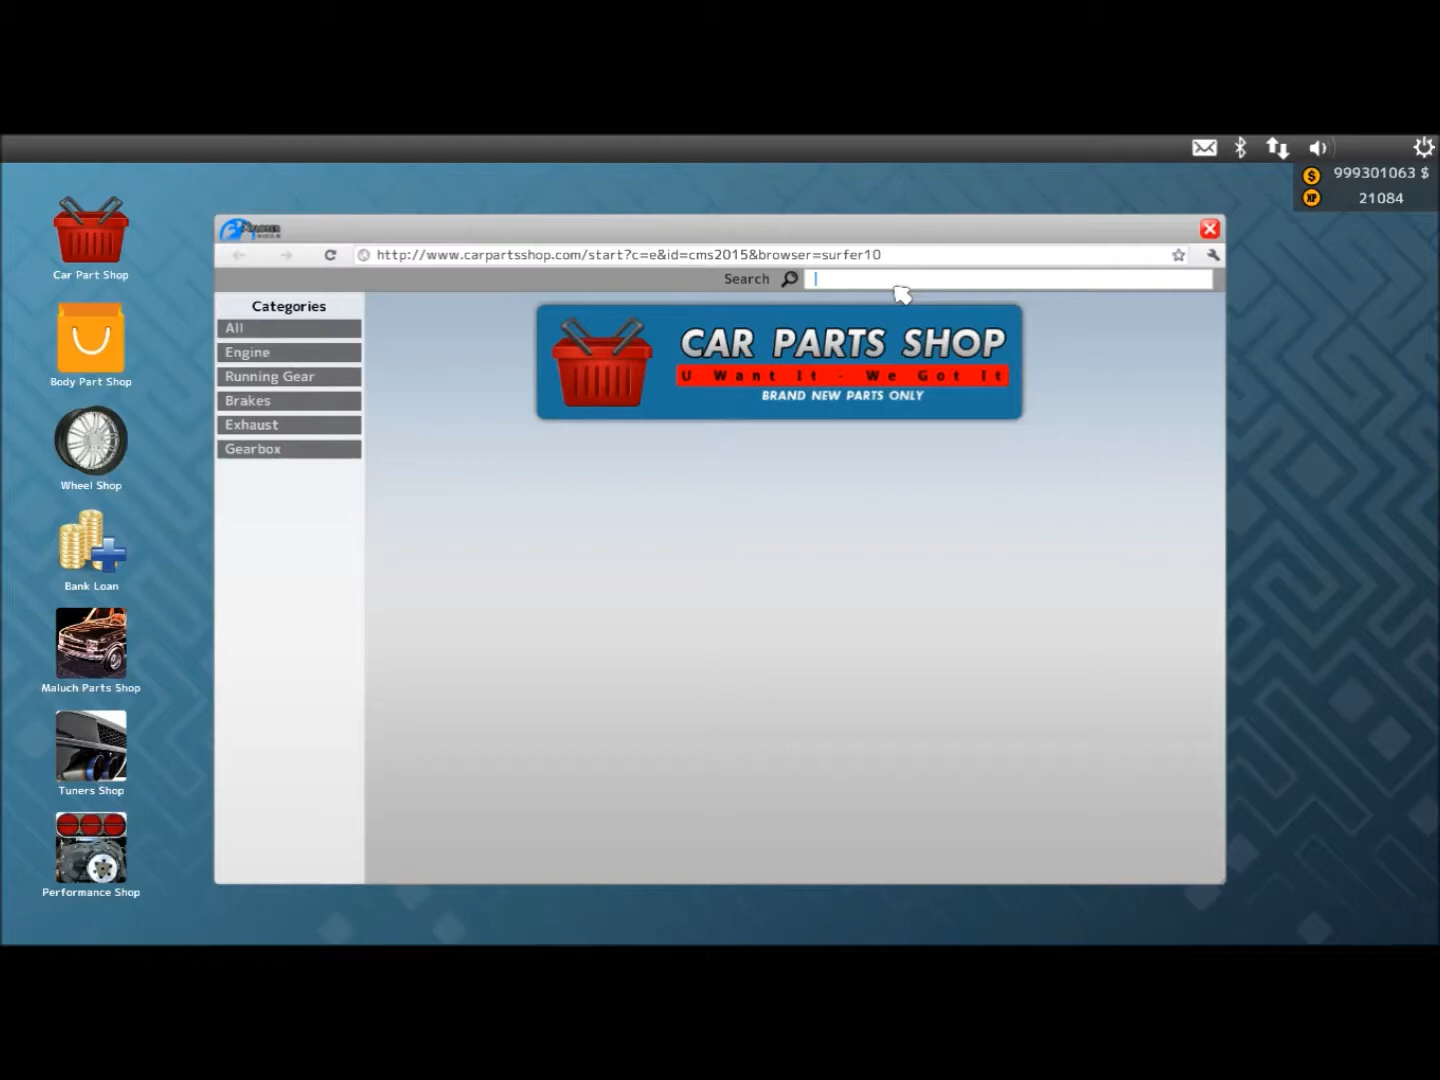 999301063 $
XP
21084
Car Part Shop
Body Part Shop
Wheel Shop
Bank Loan
Maluch Parts Shop
Tuners Shop
Performance Shop
http://www.carpartsshop.com/start?c=e&id=cms2015&browser=surfer10
Search
Categories
All
Engine
Running Gear
Brakes
Exhaust
Gearbox
CAR PARTS SHOP
U Want It - We Got It
BRAND NEW PARTS ONLY